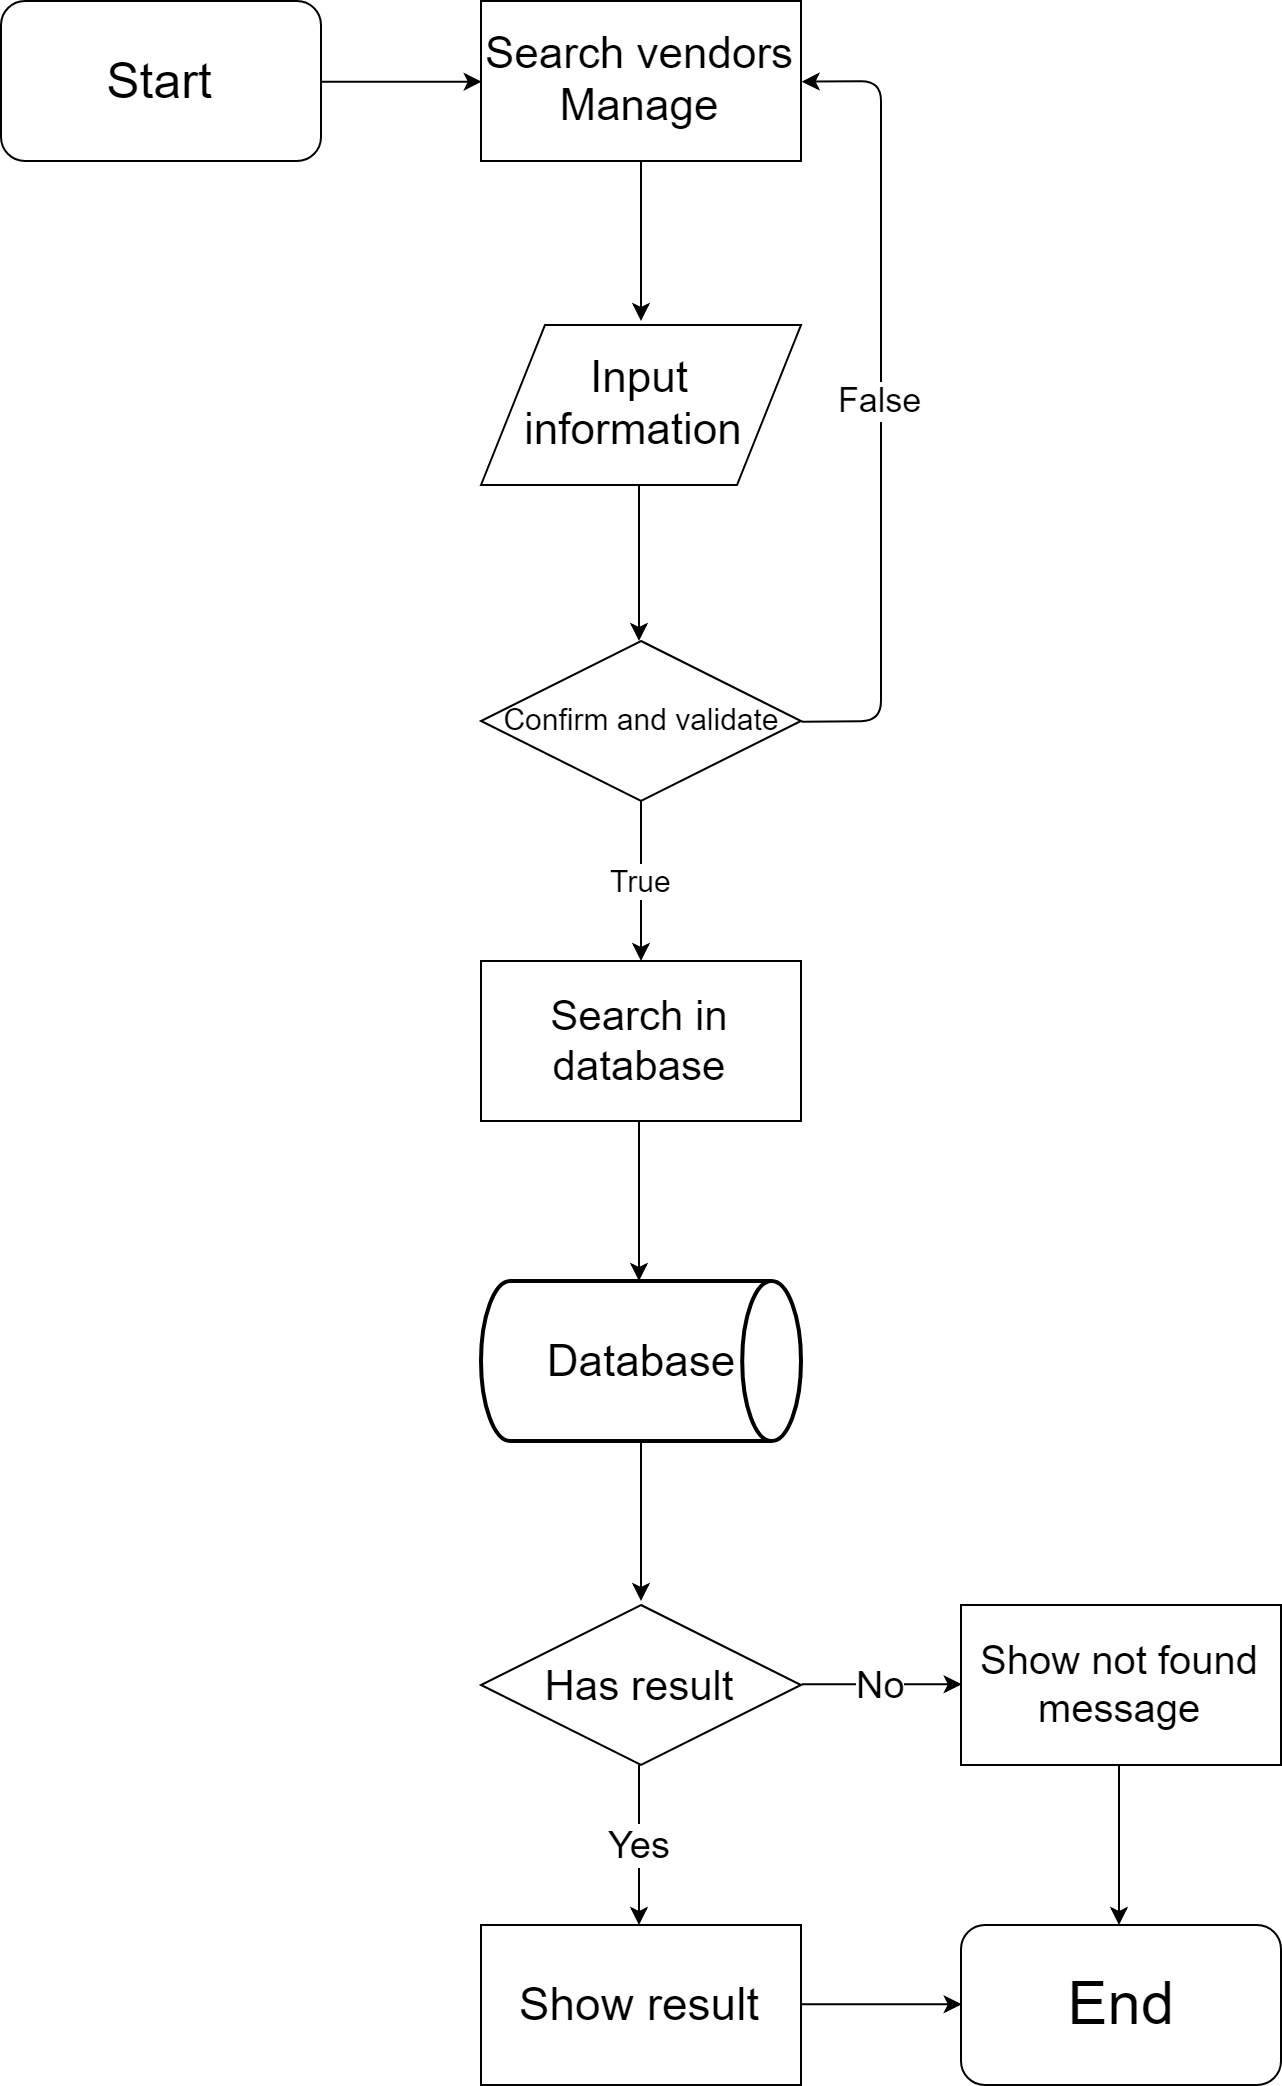 Start
Search vendors
Manage
Input
information
False
Confirm and validate
True
Search in
database
Database
Has result
No
Show not found
message
Yes
Show result
End